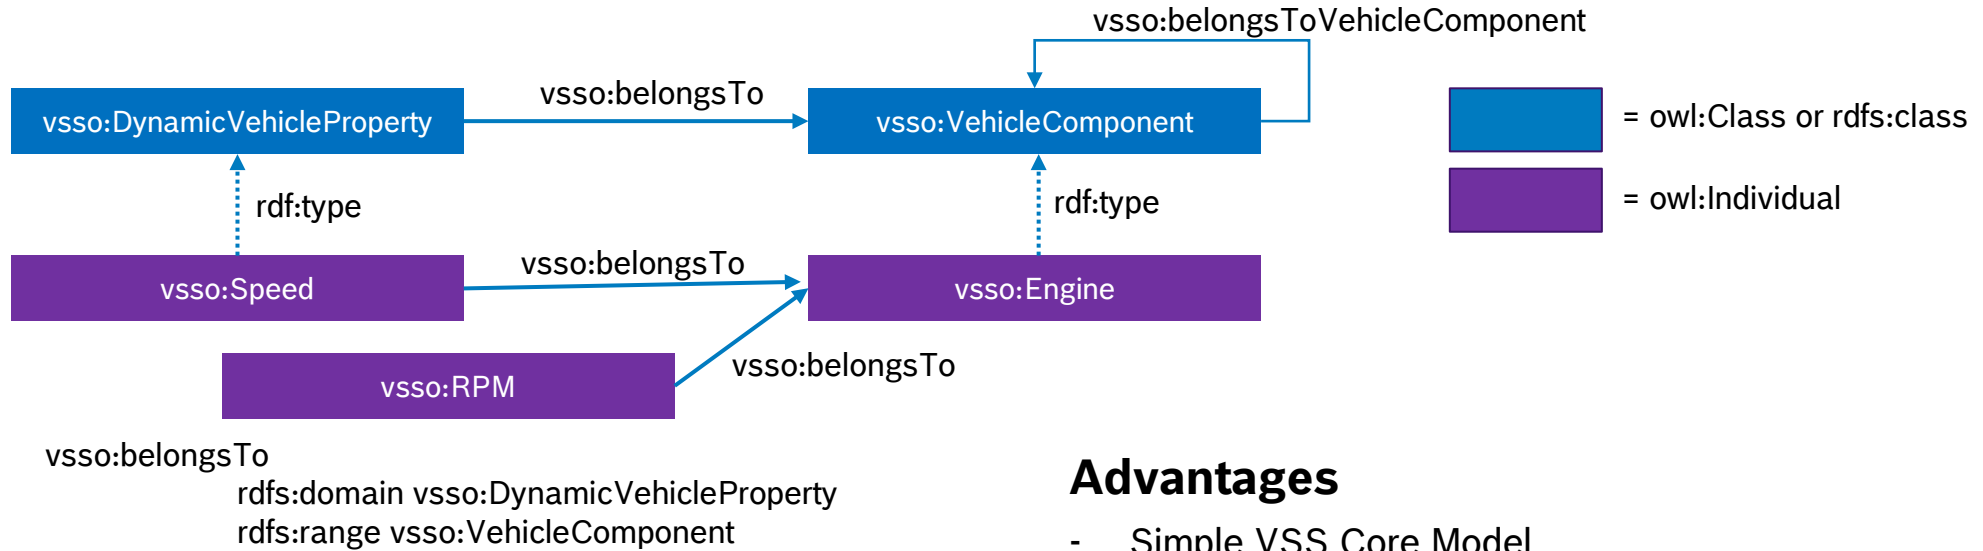 vsso:belongsToVehicleComponent
vsso:DynamicVehicleProperty
vsso:belongsTo
vsso:VehicleComponent
= owl:Class or rdfs:class
rdf:type
rdf:type
= owl:Individual
vsso:Speed
vsso:belongsTo
vsso:Engine
vsso:RPM
vsso:belongsTo
vsso:belongsTo
rdfs:domain vsso:DynamicVehicleProperty
rdfs:range vsso:VehicleComponent
Advantages
- Simple VSS Core Model